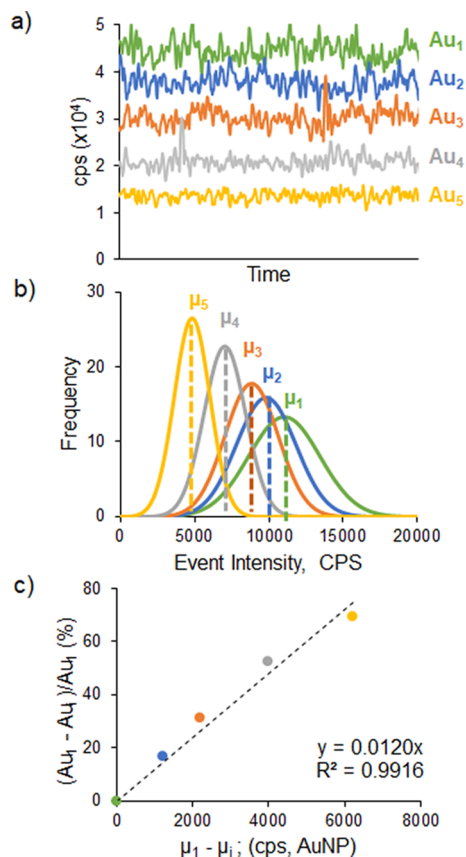 a)
cps (x10⁴)
5
4
3
2
1
0
Au₁
Au₂
Au₃
Au₄
Au₅
Time
b)
Frequency
30
20
10
0
μ₅
μ₄
μ₃
μ₂
μ₁
0 5000 10000 15000 20000
Event Intensity, CPS
c)
(Au₁ - Auᵢ)/Au₁ (%)
80
60
40
20
0
y = 0.0120x
R² = 0.9916
0 2000 4000 6000 8000
μ₁ - μᵢ ; (cps, AuNP)